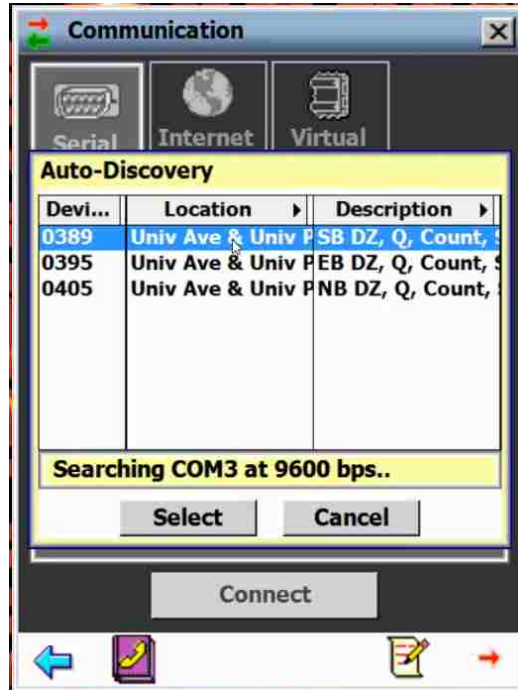 Communication
Serial Internet Virtual
Auto-Discovery
Devi... Location Description
0389 Univ Ave & Univ P SB DZ, Q, Count, S
0395 Univ Ave & Univ P EB DZ, Q, Count, S
0405 Univ Ave & Univ P NB DZ, Q, Count, S
Searching COM3 at 9600 bps..
Select Cancel
Connect